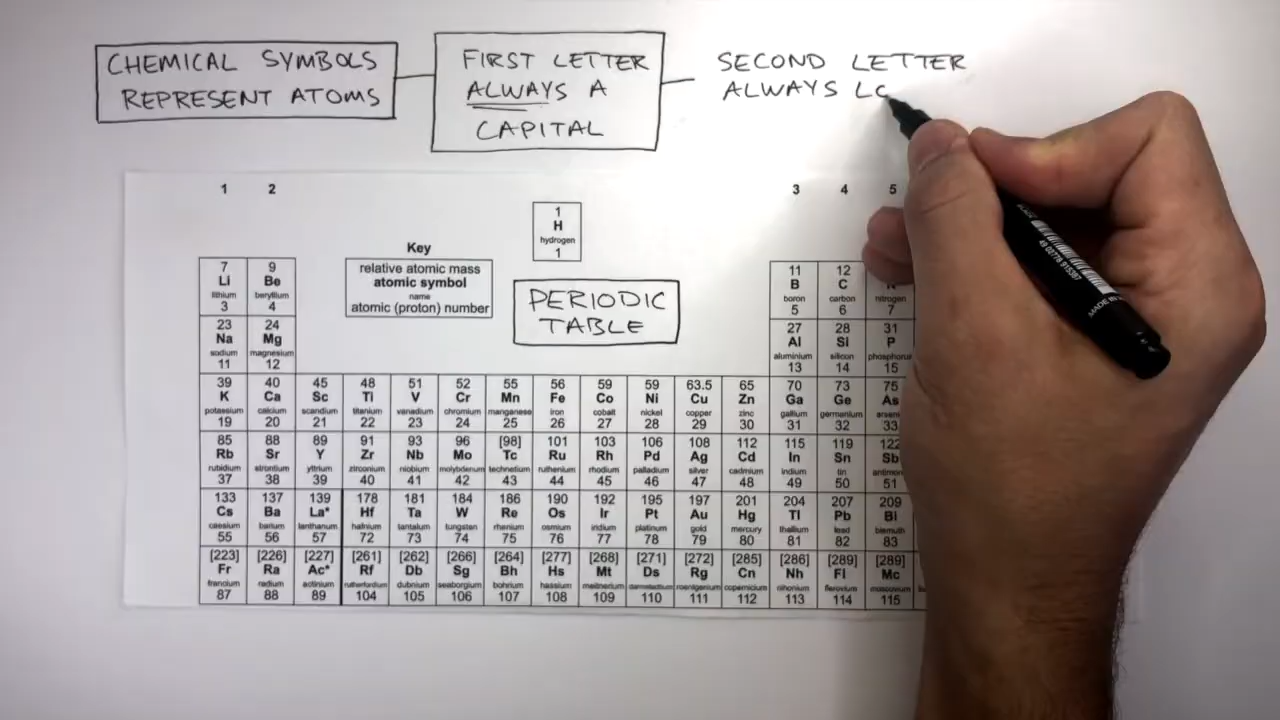 CHEMICAL SYMBOLS
REPRESENT ATOMS
FIRST LETTER
ALWAYS A
CAPITAL
SECOND LETTER
ALWAYS LO
1 2 3 4 5
1
H
hydrogen
1
Key
relative atomic mass
atomic symbol
name
atomic (proton) number
PERIODIC
TABLE
7 9 11 12
Li Be B C
lithium beryllium boron carbon nitrogen
3 4 5 6 7
23 24 27 28 31
Na Mg Al Si P
sodium magnesium aluminium silicon phosphorus
11 12 13 14 15
39 40 45 48 51 52 55 56 59 59 63.5 65 70 73 75
K Ca Sc Ti V Cr Mn Fe Co Ni Cu Zn Ga Ge As
potassium calcium scandium titanium vanadium chromium manganese iron cobalt nickel copper zinc gallium germanium
19 20 21 22 23 24 25 26 27 28 29 30 31 32 33
85 88 89 91 93 96 [98] 101 103 106 108 112 115 119 122
Rb Sr Y Zr Nb Mo Tc Ru Rh Pd Ag Cd In Sn Sb
rubidium strontium yttrium zirconium niobium molybdenum technetium ruthenium rhodium palladium silver cadmium indium tin
37 38 39 40 41 42 43 44 45 46 47 48 49 50 51
133 137 139 178 181 184 186 190 192 195 197 201 204 207 209
Cs Ba La* Hf Ta W Re Os Ir Pt Au Hg Tl Pb Bi
caesium barium lanthanum hafnium tantalum tungsten rhenium osmium iridium platinum gold mercury thallium lead bismuth
55 56 57 72 73 74 75 76 77 78 79 80 81 82 83
[223] [226] [227] [261] [262] [266] [264] [277] [268] [271] [272] [285] [286] [289] [289]
Fr Ra Ac* Rf Db Sg Bh Hs Mt Ds Rg Cn Nh Fl Mc
francium radium actinium rutherfordium dubnium seaborgium bohrium hassium meitnerium darmstadtium roentgenium copernicium nihonium flerovium moscovium
87 88 89 104 105 106 107 108 109 110 111 112 113 114 115